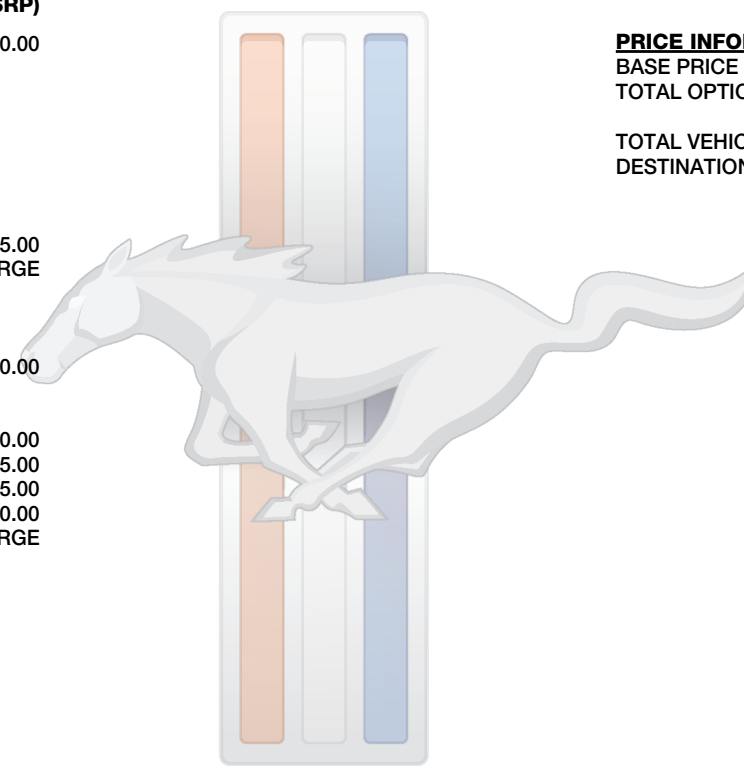 SRP)
0.00
5.00
RGE
0.00
0.00
5.00
5.00
0.00
RGE
PRICE INFO
BASE PRICE
TOTAL OPTIO
TOTAL VEHIC
DESTINATION